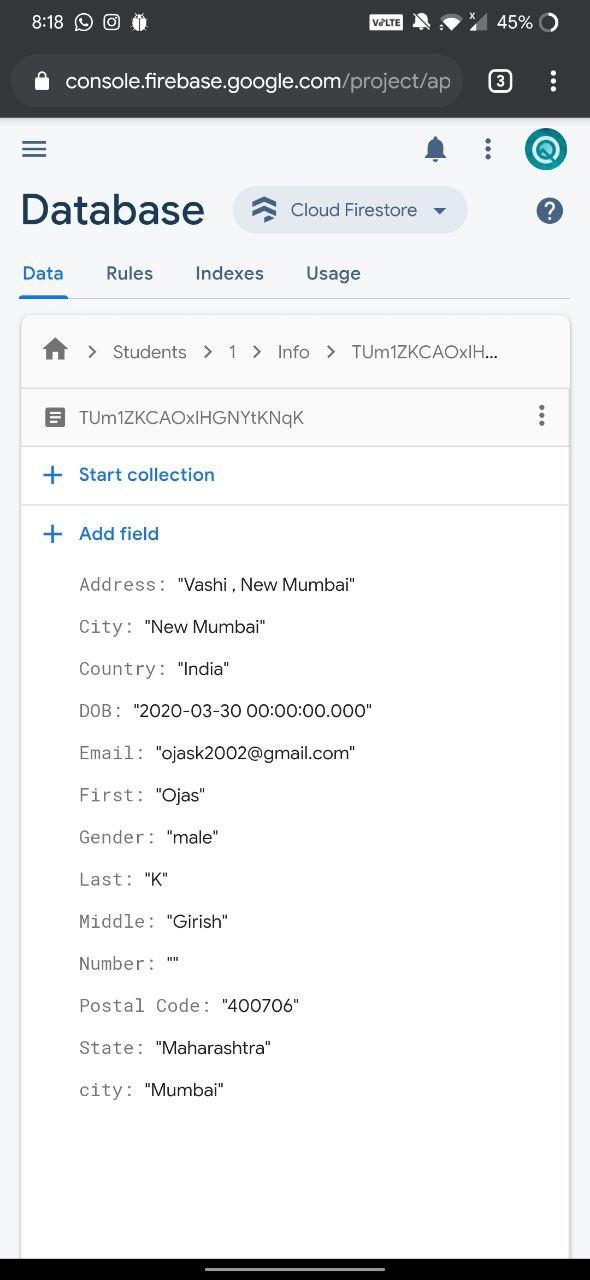 8:18 VoLTE x 45%
console.firebase.google.com/project/ap 3
Database Cloud Firestore ?
Data Rules Indexes Usage
Students > 1 > Info > TUm1ZKCAOxIH...
TUm1ZKCAOxIHGNYtKNqK
+ Start collection
+ Add field
Address: "Vashi , New Mumbai"
City: "New Mumbai"
Country: "India"
DOB: "2020-03-30 00:00:00.000"
Email: "ojask2002@gmail.com"
First: "Ojas"
Gender: "male"
Last: "K"
Middle: "Girish"
Number: ""
Postal Code: "400706"
State: "Maharashtra"
city: "Mumbai"